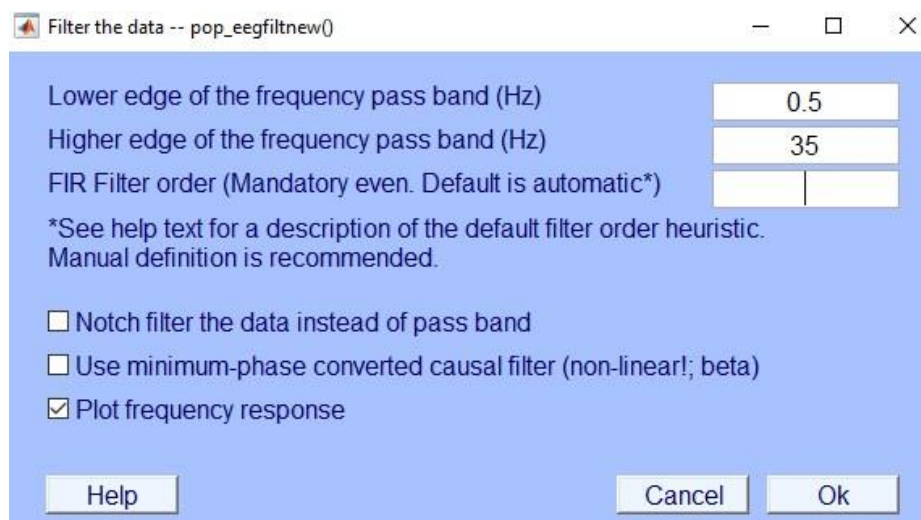 Filter the data -- pop_eegfiltnew()
Lower edge of the frequency pass band (Hz) 0.5
Higher edge of the frequency pass band (Hz) 35
FIR Filter order (Mandatory even. Default is automatic*)
*See help text for a description of the default filter order heuristic.
Manual definition is recommended.
Notch filter the data instead of pass band
Use minimum-phase converted causal filter (non-linear!; beta)
Plot frequency response
Help Cancel Ok